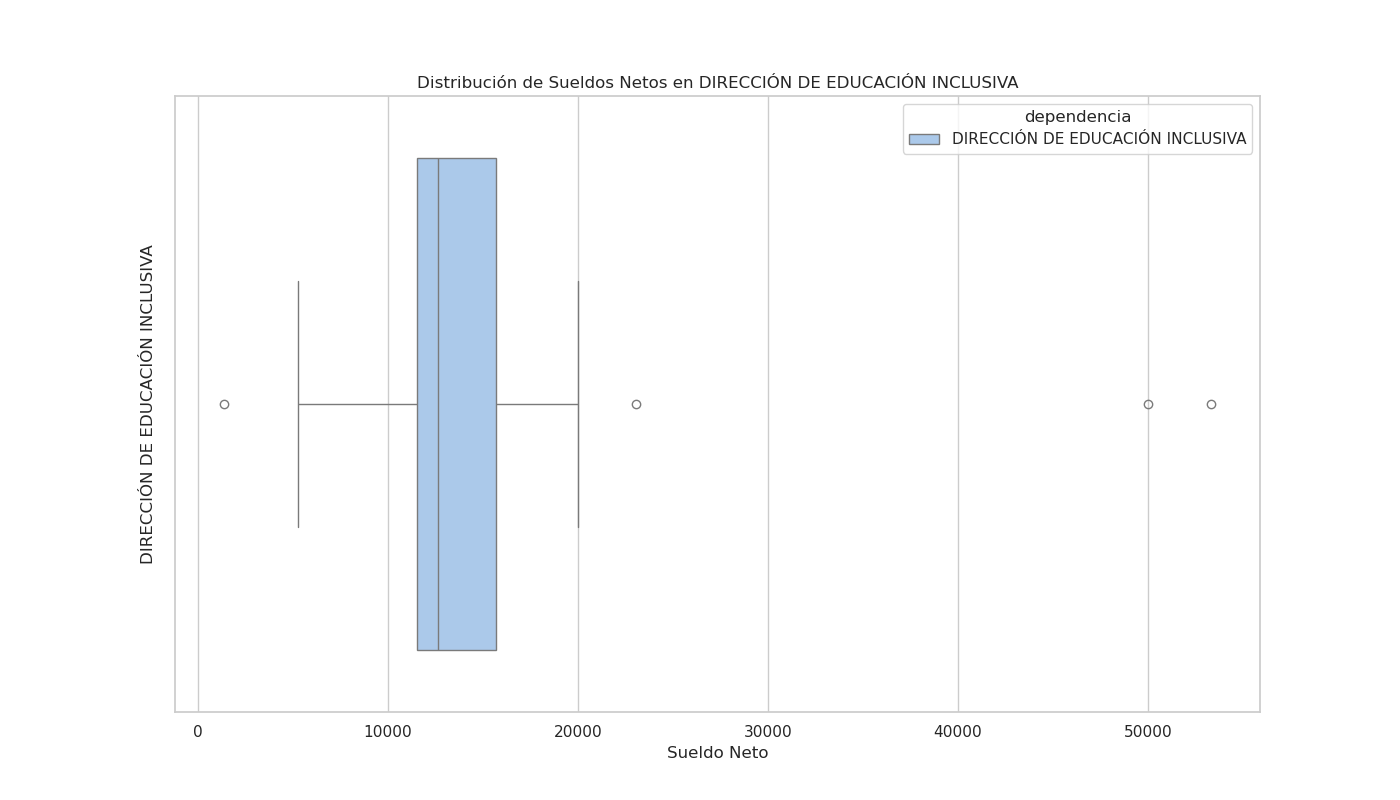 Distribución de Sueldos Netos en DIRECCIÓN DE EDUCACIÓN INCLUSIVA
dependencia
DIRECCIÓN DE EDUCACIÓN INCLUSIVA
DIRECCIÓN DE EDUCACIÓN INCLUSIVA
0 10000 20000 30000 40000 50000
Sueldo Neto